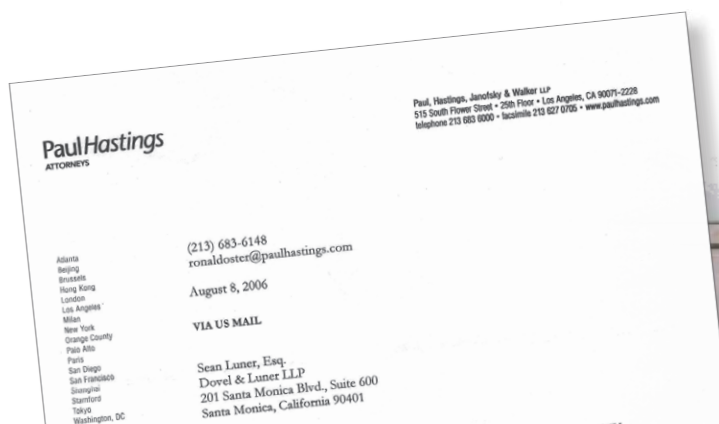 Paul, Hastings, Janofsky & Walker LLP
515 South Flower Street • 25th Floor • Los Angeles, CA 90071-2228
telephone 213 683 6000 • facsimile 213 627 0705 • www.paulhastings.com
PaulHastings
ATTORNEYS
Atlanta
Beijing
Brussels
Hong Kong
London
Los Angeles
Milan
New York
Orange County
Palo Alto
Paris
San Diego
San Francisco
Shanghai
Stamford
Tokyo
Washington, DC
(213) 683-6148
ronaldoster@paulhastings.com
August 8, 2006
VIA US MAIL
Sean Luner, Esq.
Dovel & Luner LLP
201 Santa Monica Blvd., Suite 600
Santa Monica, California 90401